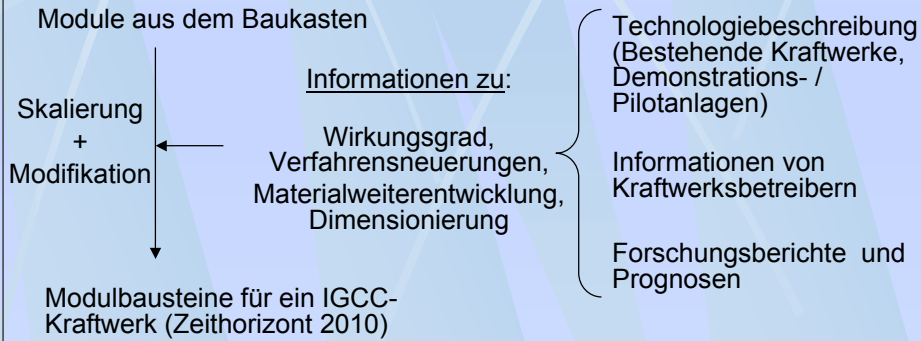 Module aus dem Baukasten
Skalierung
+
Modifikation
Modulbausteine für ein IGCC-
Kraftwerk (Zeithorizont 2010)
Informationen zu:
Wirkungsgrad,
Verfahrensneuerungen,
Materialweiterentwicklung,
Dimensionierung
Technologiebeschreibung
(Bestehende Kraftwerke,
Demonstrations- /
Pilotanlagen)
Informationen von
Kraftwerksbetreibern
Forschungsberichte und
Prognosen